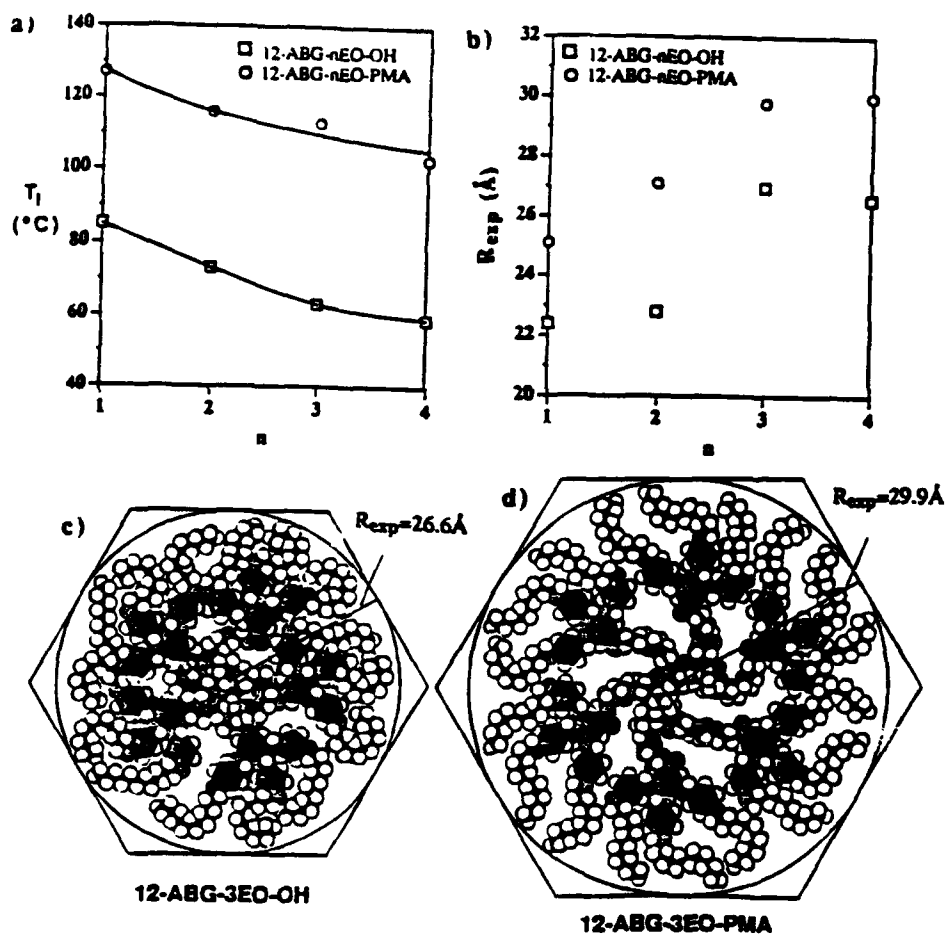 a)
140
120
100
80
60
40
T_I
(°C)
12-ABG-nEO-OH
12-ABG-nEO-PMA
1 2 3 4
n
b)
32
30
28
26
24
22
20
R_exp (Å)
12-ABG-nEO-OH
12-ABG-nEO-PMA
1 2 3 4
n
c)
R_exp=26.6Å
12-ABG-3EO-OH
d)
R_exp=29.9Å
12-ABG-3EO-PMA